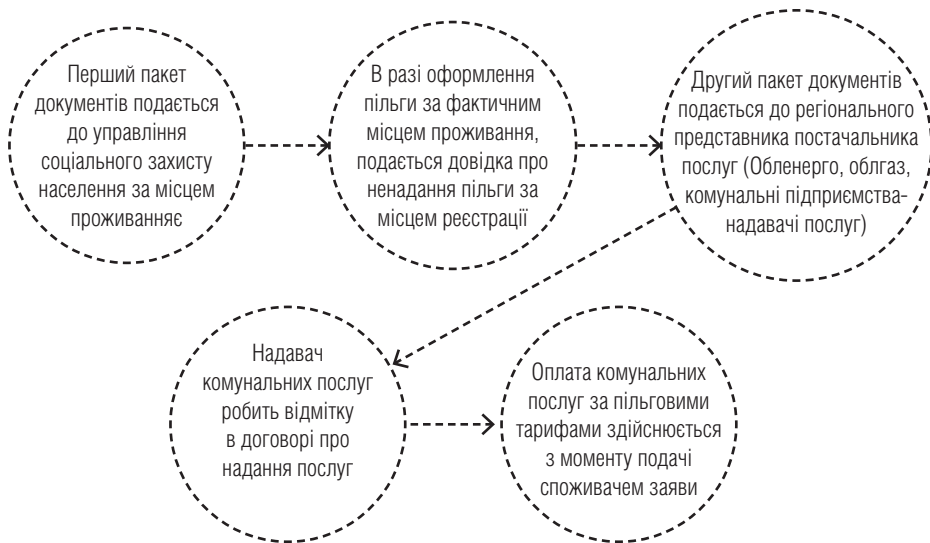 Перший пакет
документів подається
до управління
соціального захисту
населення за місцем
проживанняє
В разі оформлення
пільги за фактичним
місцем проживання,
подається довідка про
ненадання пільги за
місцем реєстрації
Другий пакет документів
подається до регіонального
представника постачальника
послуг (Обленерго, облгаз,
комунальні підприємства-
надавачі послуг)
Надавач
комунальних послуг
робить відмітку
в договорі про
надання послуг
Оплата комунальних
послуг за пільговими
тарифами здійснюється
з моменту подачі
споживачем заяви